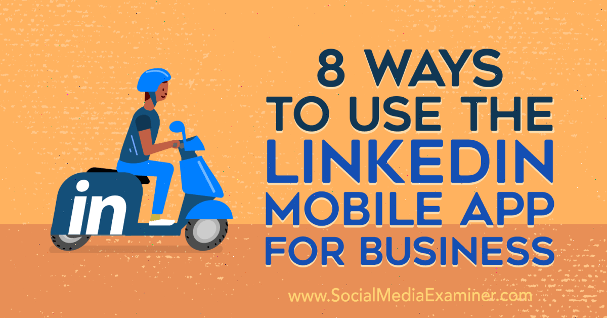 in
8 WAYS
TO USE THE
LINKEDIN
MOBILE APP
FOR BUSINESS
www.SocialMediaExaminer.com